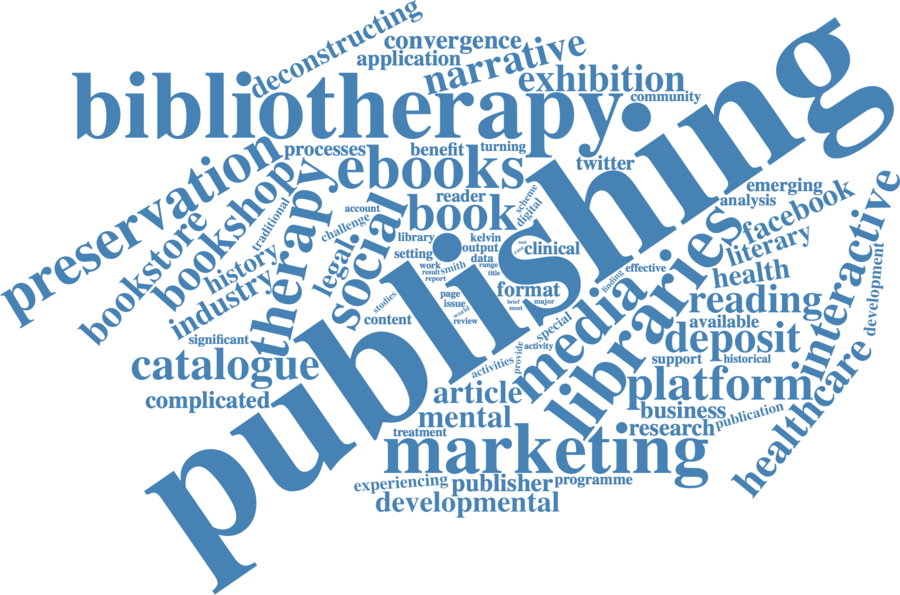 deconstructing
convergence
application
narrative
exhibition
community
bibliotherapy
publishing
processes
benefit
turning
twitter
ebooks
preservation
bookshop
bookstore
therapy
traditional
history
industry
account
challenge
legal
social
reader
book
scheme
digital
library
setting
kelvin
output
data
clinical
work
result
smith
range
title
report
format
brief
major
most
page
issue
world
review
studies
content
finding
effective
emerging
analysis
facebook
literary
health
interactive
development
reading
available
deposit
support
historical
libraries
media
special
activity
provide
activities
significant
catalogue
complicated
article
mental
treatment
platform
business
research
publication
healthcare
marketing
experiencing
publisher
programme
developmental